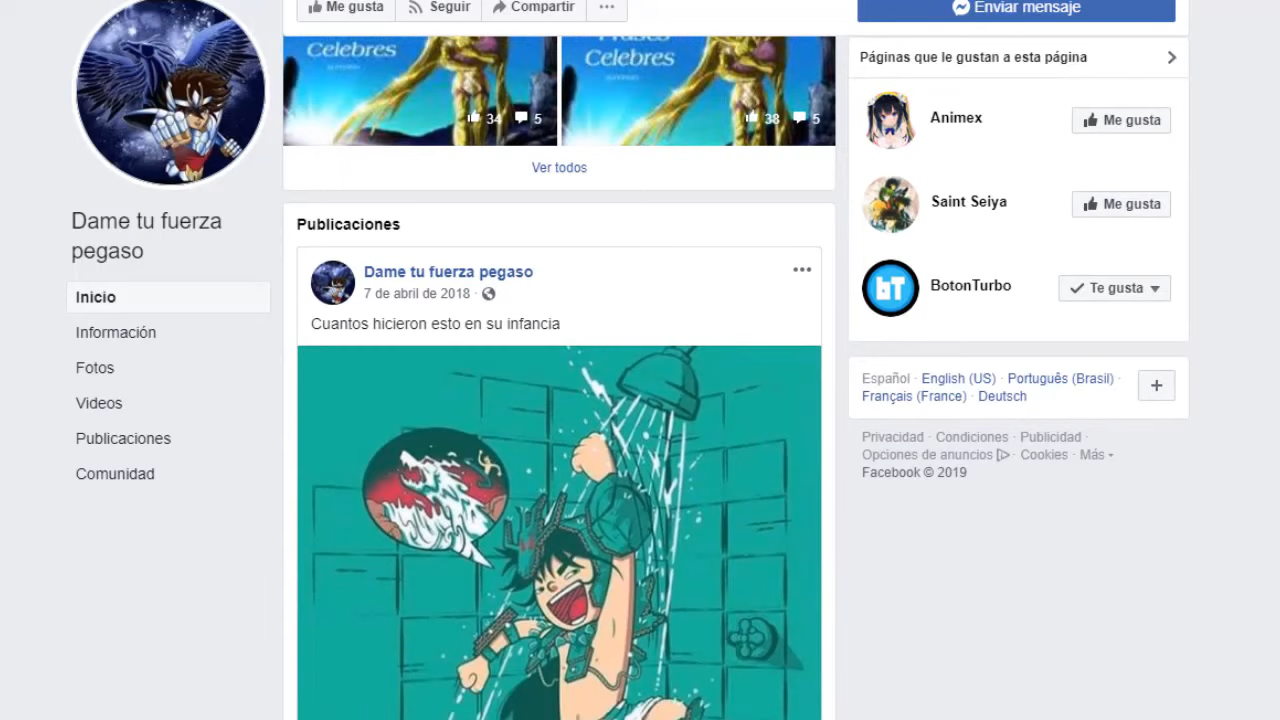 Me gusta
Seguir
Compartir
Enviar mensaje
Celebres
34
5
Frases
Celebres
38
5
Ver todos
Dame tu fuerza
pegaso
Inicio
Información
Fotos
Videos
Publicaciones
Comunidad
Publicaciones
Dame tu fuerza pegaso
7 de abril de 2018 ·
Cuantos hicieron esto en su infancia
Páginas que le gustan a esta página
Animex
Me gusta
Saint Seiya
Me gusta
bT
BotonTurbo
Te gusta
Español · English (US) · Português (Brasil) ·
Français (France) · Deutsch
Privacidad · Condiciones · Publicidad ·
Opciones de anuncios · Cookies · Más
Facebook © 2019